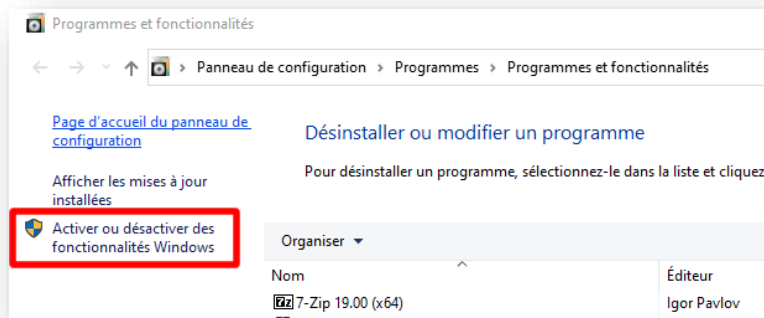 Programmes et fonctionnalités
Panneau de configuration > Programmes > Programmes et fonctionnalités
Page d'accueil du panneau de
configuration
Désinstaller ou modifier un programme
Pour désinstaller un programme, sélectionnez-le dans la liste et cliquez
Afficher les mises à jour
installées
Activer ou désactiver des
fonctionnalités Windows
Organiser
Nom
Éditeur
7z 7-Zip 19.00 (x64)
Igor Pavlov